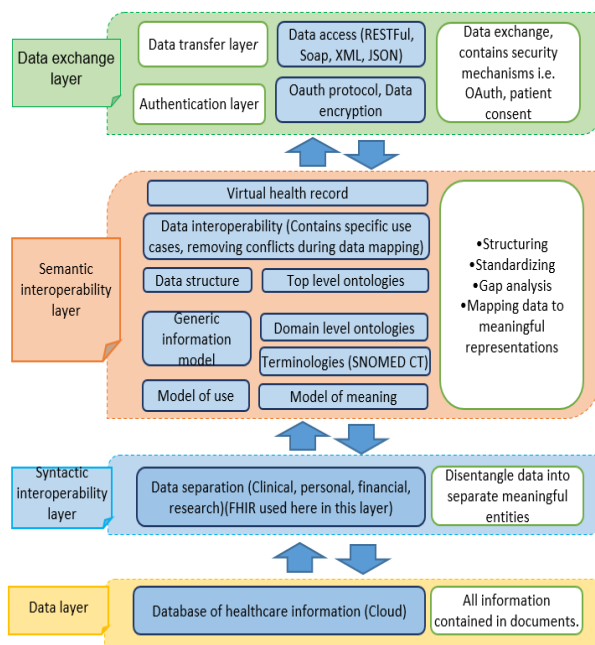 Data exchange
layer
Data transfer layer
Data access (RESTFul,
Soap, XML, JSON)
Authentication layer
Oauth protocol, Data
encryption
Data exchange,
contains security
mechanisms i.e.
OAuth, patient
consent
Semantic
interoperability
layer
Virtual health record
Data interoperability (Contains specific use
cases, removing conflicts during data mapping)
Data structure
Top level ontologies
Generic
information
model
Domain level ontologies
Terminologies (SNOMED CT)
Model of use
Model of meaning
•Structuring
•Standardizing
•Gap analysis
•Mapping data to
meaningful
representations
Syntactic
interoperability
layer
Data separation (Clinical, personal, financial,
research)(FHIR used here in this layer)
Disentangle data into
separate meaningful
entities
Data layer
Database of healthcare information (Cloud)
All information
contained in documents.